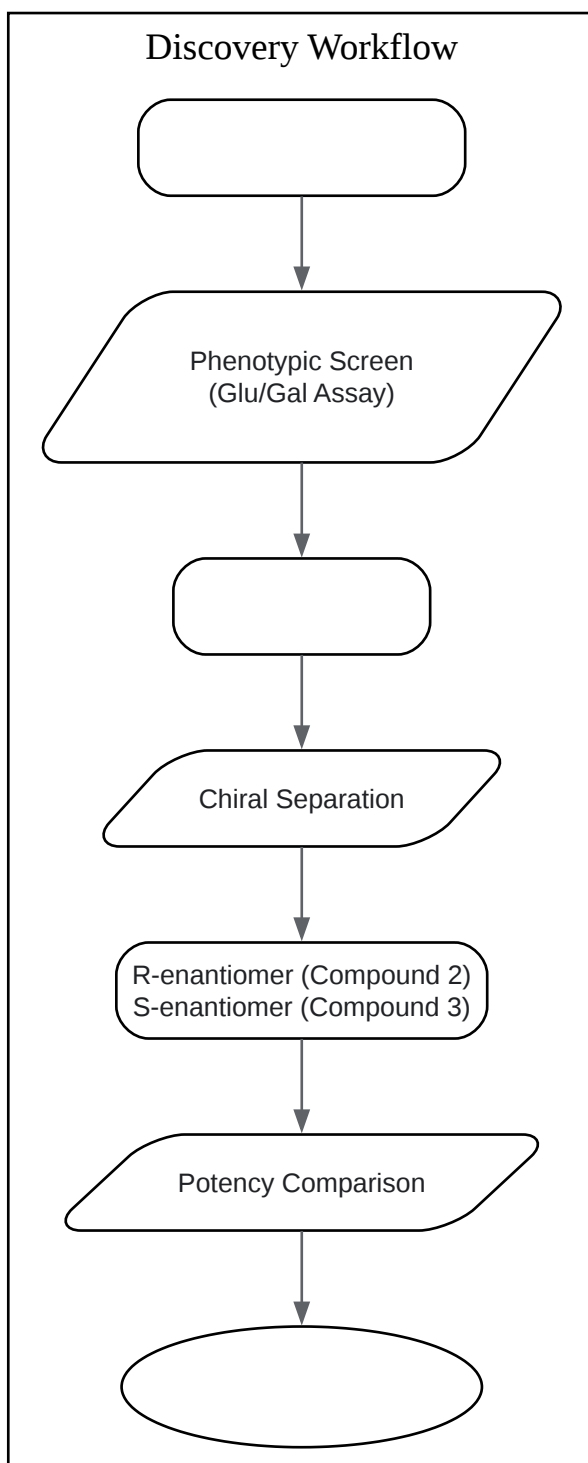 Discovery Workflow
Phenotypic Screen
(Glu/Gal Assay)
Chiral Separation
R-enantiomer (Compound 2)
S-enantiomer (Compound 3)
Potency Comparison